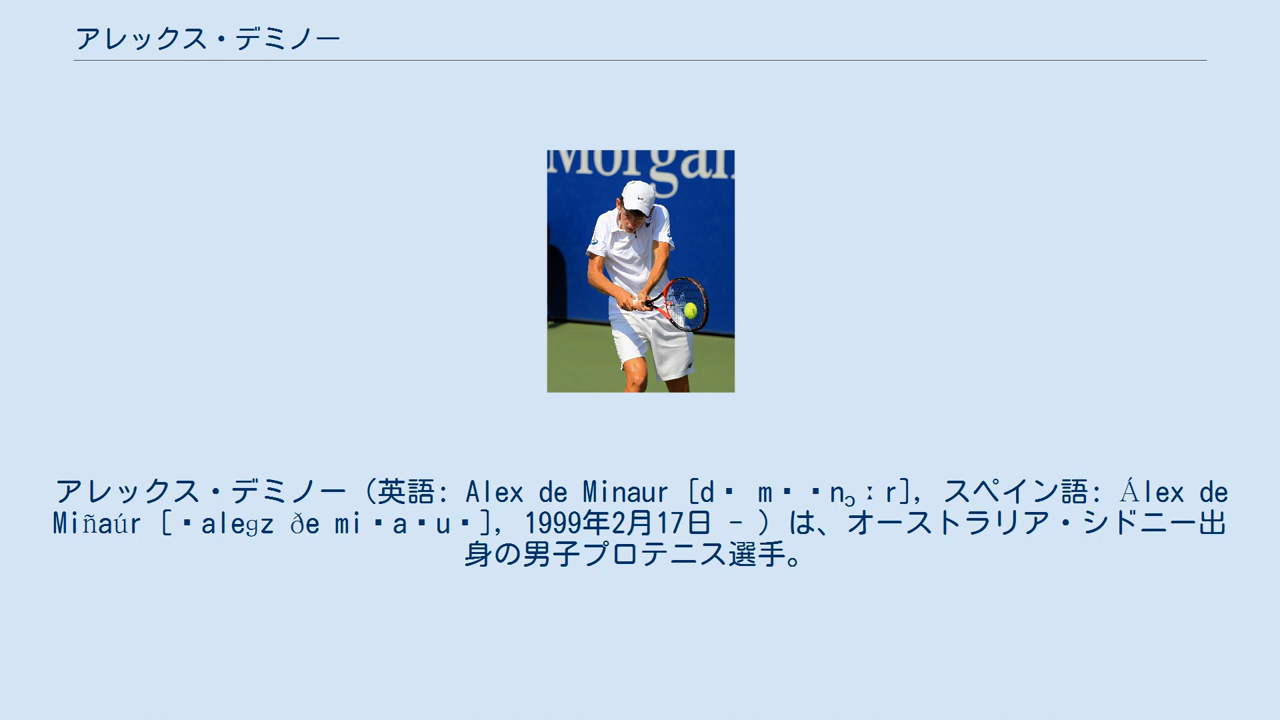 アレックス・デミノー
Morgan
アレックス・デミノー（英語: Alex de Minaur [d▪ m▪▪nɔːr], スペイン語: Álex de
Miñaúr [▪aleɡz ðe mi▪a▪u▪], 1999年2月17日 - ）は、オーストラリア・シドニー出
身の男子プロテニス選手。